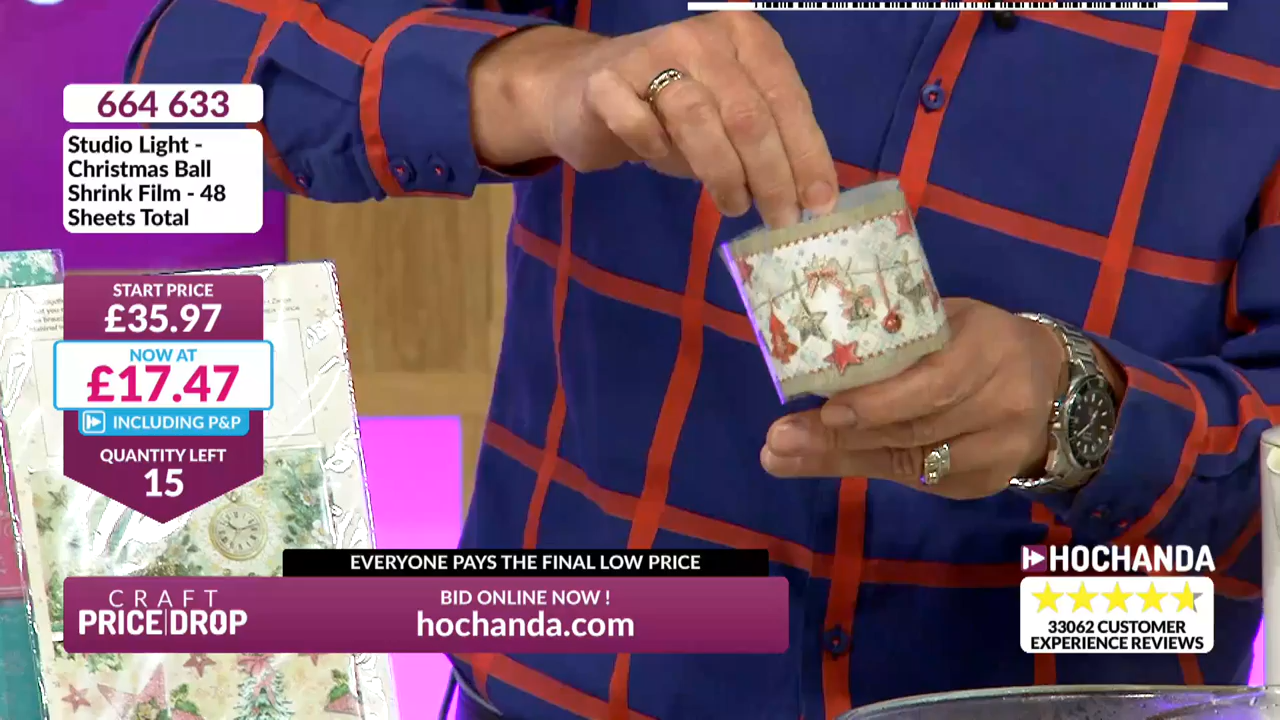 664 633
Studio Light -
Christmas Ball
Shrink Film - 48
Sheets Total
START PRICE
£35.97
NOW AT
£17.47
INCLUDING P&P
QUANTITY LEFT
15
EVERYONE PAYS THE FINAL LOW PRICE
CRAFT
PRICE DROP
BID ONLINE NOW !
hochanda.com
HOCHANDA
33062 CUSTOMER
EXPERIENCE REVIEWS